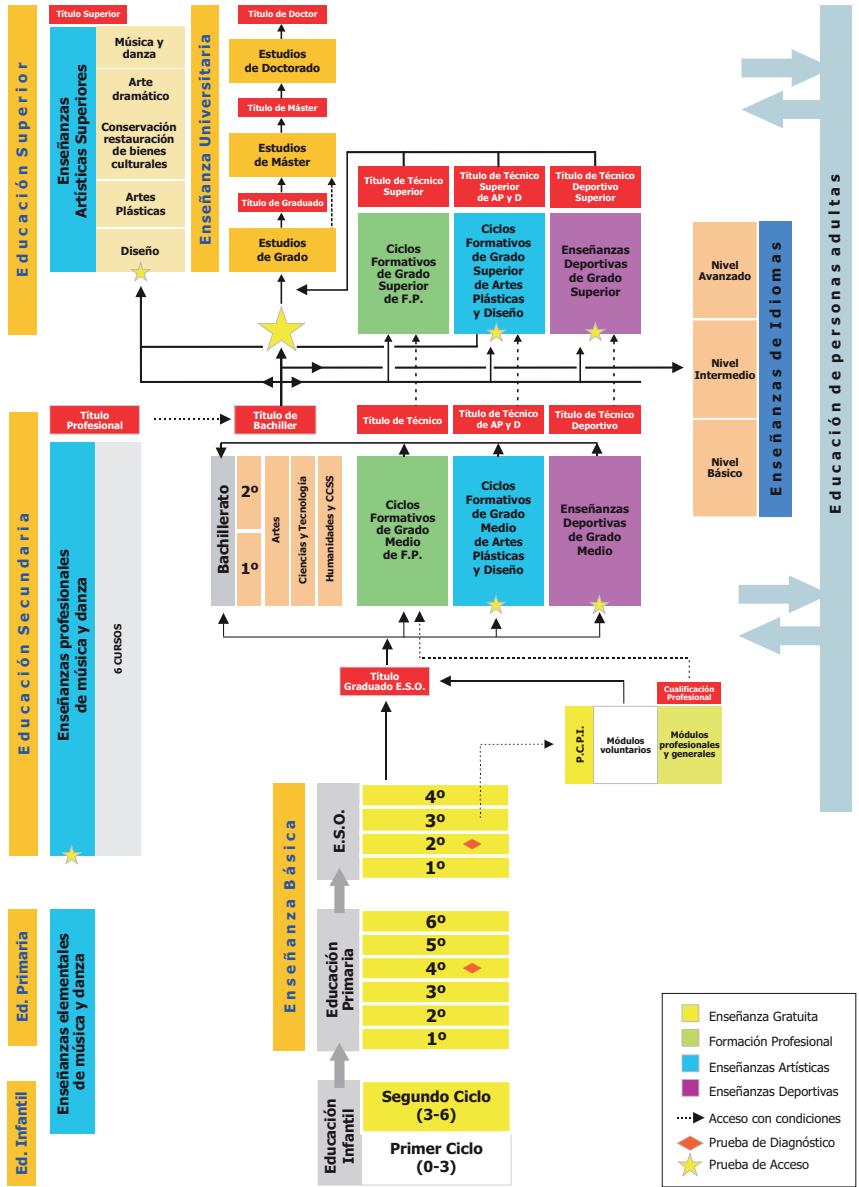 Educación Superior
Título Superior
Enseñanzas
Artísticas Superiores
Música y
danza
Arte
dramático
Conservación
restauración
de bienes
culturales
Artes
Plásticas
Diseño
Enseñanza Universitaria
Título de Doctor
Estudios
de Doctorado
Título de Máster
Estudios
de Máster
Título de Graduado
Estudios
de Grado
Título de Técnico
Superior
Ciclos
Formativos
de Grado
Superior
de F.P.
Título de Técnico
Superior
de AP y D
Ciclos
Formativos
de Grado
Superior
de Artes
Plásticas
y Diseño
Título de Técnico
Deportivo
Superior
Enseñanzas
Deportivas
de Grado
Superior
Nivel
Avanzado
Nivel
Intermedio
Nivel
Básico
Enseñanzas de Idiomas
Educación de personas adultas
Educación Secundaria
Título
Profesional
Enseñanzas profesionales
de música y danza
6 CURSOS
Título de
Bachiller
Bachillerato
2º
1º
Artes
Ciencias y Tecnología
Humanidades y CCSS
Título de Técnico
Ciclos
Formativos
de Grado
Medio
de F.P.
Título de Técnico
de AP y D
Ciclos
Formativos
de Grado
Medio
de Artes
Plásticas
y Diseño
Título de Técnico
Deportivo
Enseñanzas
Deportivas
de Grado
Medio
Título
Graduado E.S.O.
Cualificación
Profesional
P.C.P.I.
Módulos
voluntarios
Módulos
profesionales
y generales
Enseñanza Básica
E.S.O.
4º
3º
2º
1º
Ed. Primaria
Enseñanzas elementales
de música y danza
Educación
Primaria
6º
5º
4º
3º
2º
1º
Ed. Infantil
Educación
Infantil
Segundo Ciclo
(3-6)
Primer Ciclo
(0-3)
Enseñanza Gratuita
Formación Profesional
Enseñanzas Artísticas
Enseñanzas Deportivas
Acceso con condiciones
Prueba de Diagnóstico
Prueba de Acceso